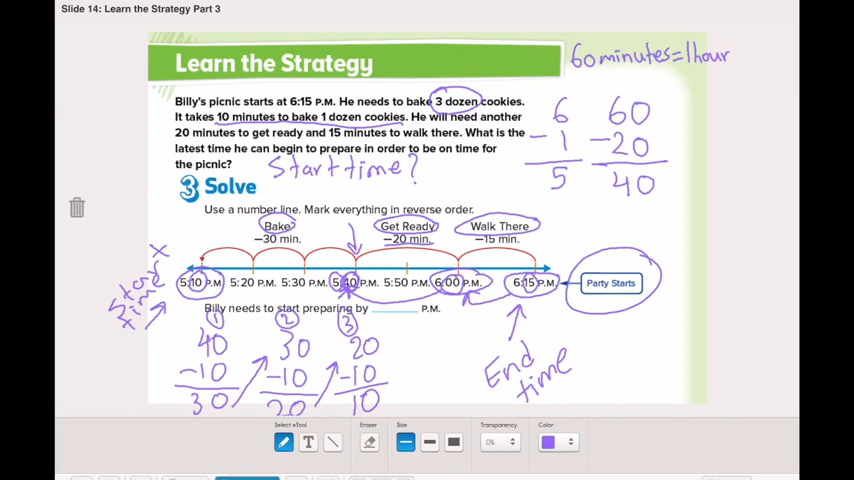 Slide 14: Learn the Strategy Part 3
Learn the Strategy
60 minutes = 1 hour
Billy's picnic starts at 6:15 P.M. He needs to bake 3 dozen cookies.
It takes 10 minutes to bake 1 dozen cookies. He will need another
20 minutes to get ready and 15 minutes to walk there. What is the
latest time he can begin to prepare in order to be on time for
the picnic?
Start time?
6 60
-1 -20
5 40
3 Solve
Use a number line. Mark everything in reverse order.
Bake Get Ready Walk There
–30 min. –20 min. –15 min.
x
5:10 P.M. 5:20 P.M. 5:30 P.M. 5:40 P.M. 5:50 P.M. 6:00 P.M. 6:15 P.M. Party Starts
Start
time
Billy needs to start preparing by P.M.
1 2 3
40 30 20
-10 -10 -10
30 20 10
End
time
Select eTool Eraser Size Transparency Color
T 0%